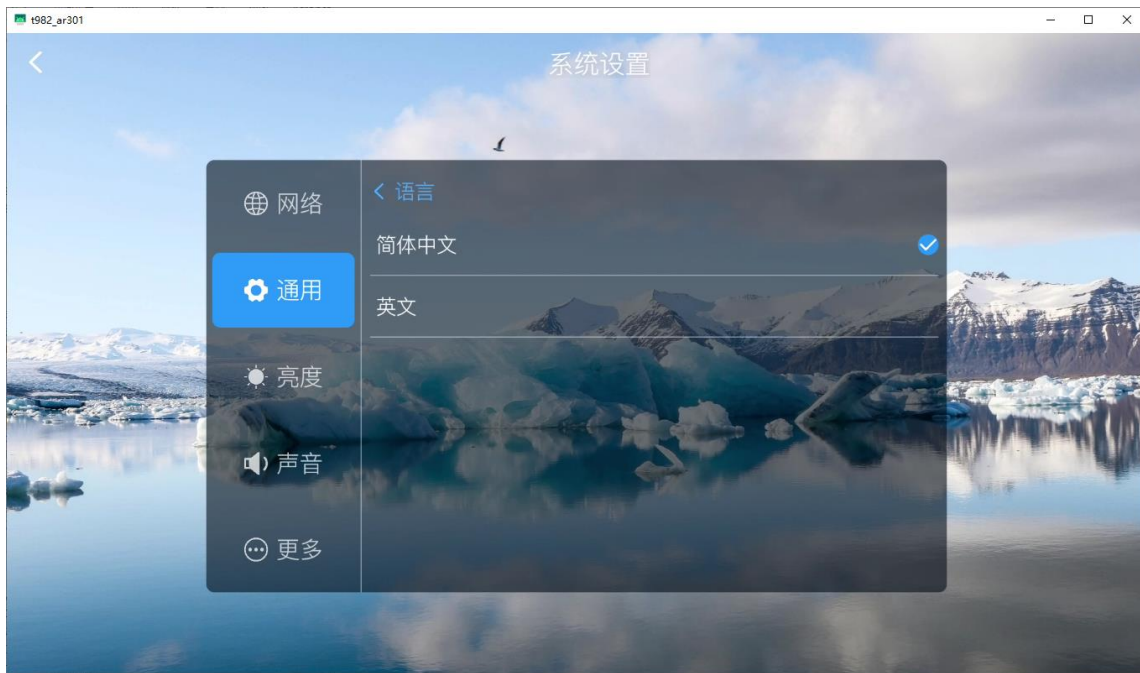 t982_ar301
系统设置
网络
通用
亮度
声音
更多
语言
简体中文
英文